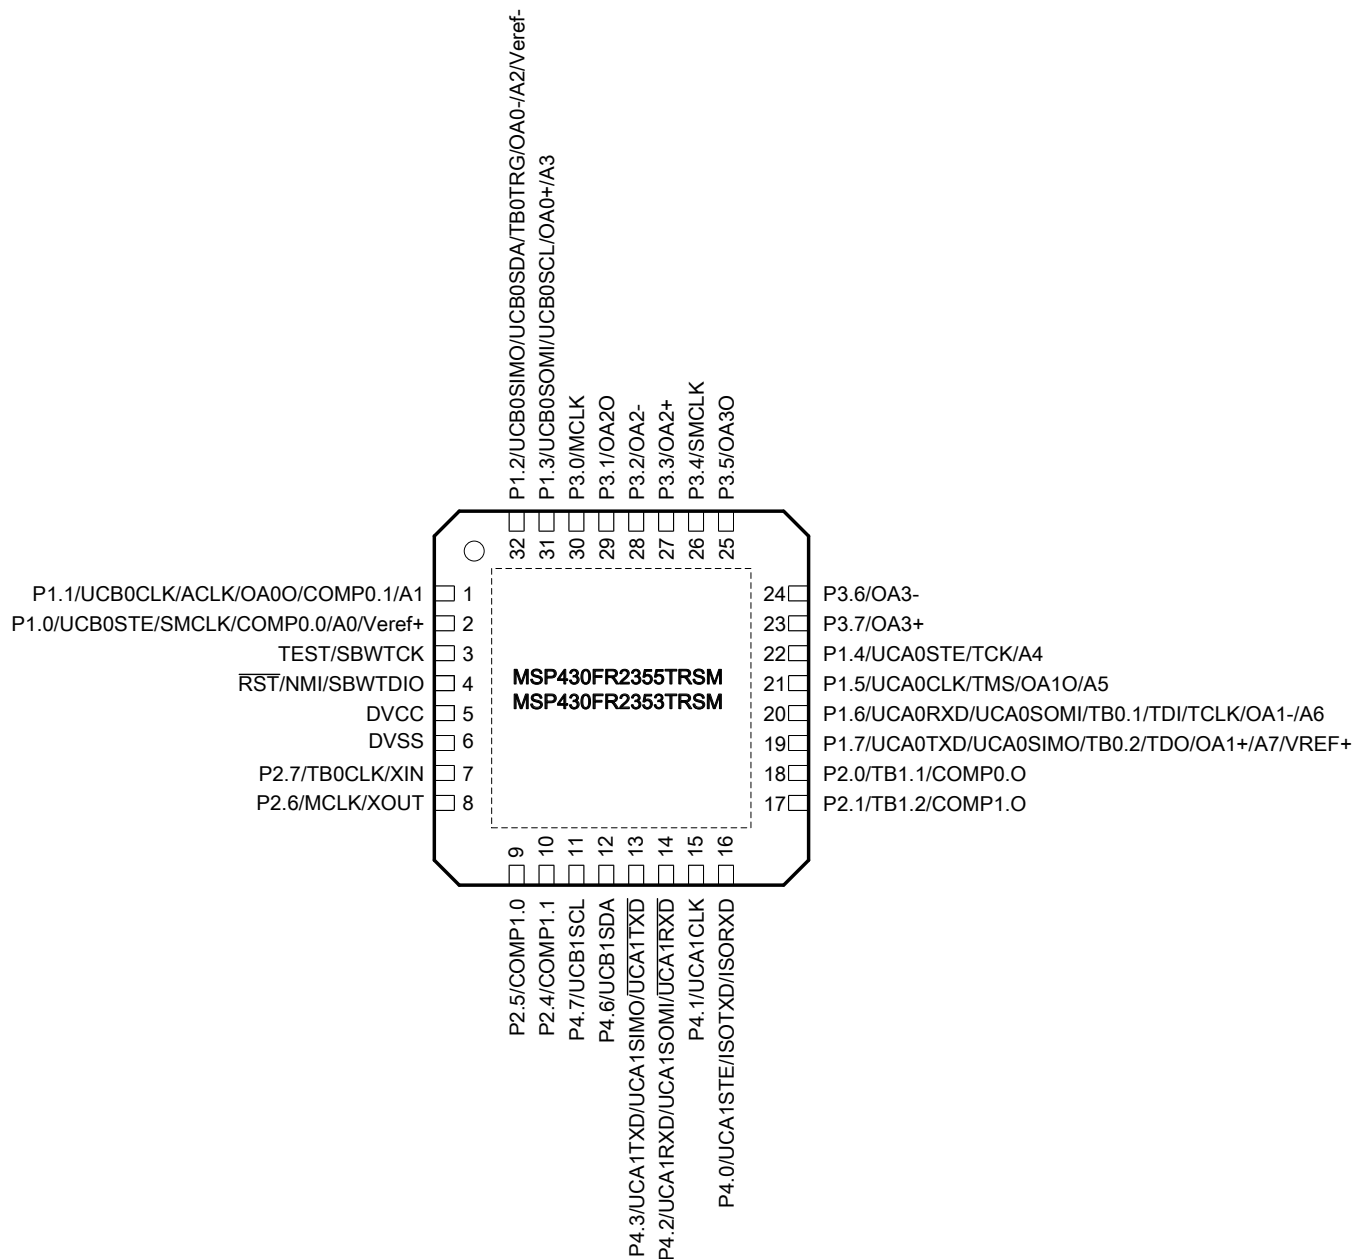 P1.2/UCB0SIMO/UCB0SDA/TB0TRG/OA0-/A2/Veref-
P1.3/UCB0SOMI/UCB0SCL/OA0+/A3
P3.0/MCLK
P3.1/OA2O
P3.2/OA2-
P3.3/OA2+
P3.4/SMCLK
P3.5/OA3O
32 31 30 29 28 27 26 25
P1.1/UCB0CLK/ACLK/OA0O/COMP0.1/A1 1
P1.0/UCB0STE/SMCLK/COMP0.0/A0/Veref+ 2
TEST/SBWTCK 3
R̅S̅T̅/NMI/SBWTDIO 4
DVCC 5
DVSS 6
P2.7/TB0CLK/XIN 7
P2.6/MCLK/XOUT 8
MSP430FR2355TRSM
MSP430FR2353TRSM
24 P3.6/OA3-
23 P3.7/OA3+
22 P1.4/UCA0STE/TCK/A4
21 P1.5/UCA0CLK/TMS/OA1O/A5
20 P1.6/UCA0RXD/UCA0SOMI/TB0.1/TDI/TCLK/OA1-/A6
19 P1.7/UCA0TXD/UCA0SIMO/TB0.2/TDO/OA1+/A7/VREF+
18 P2.0/TB1.1/COMP0.O
17 P2.1/TB1.2/COMP1.O
9 10 11 12 13 14 15 16
P2.5/COMP1.0
P2.4/COMP1.1
P4.7/UCB1SCL
P4.6/UCB1SDA
P4.3/UCA1TXD/UCA1SIMO/U̅C̅A̅1̅T̅X̅D̅
P4.2/UCA1RXD/UCA1SOMI/U̅C̅A̅1̅R̅X̅D̅
P4.1/UCA1CLK
P4.0/UCA1STE/ISOTXD/ISORXD